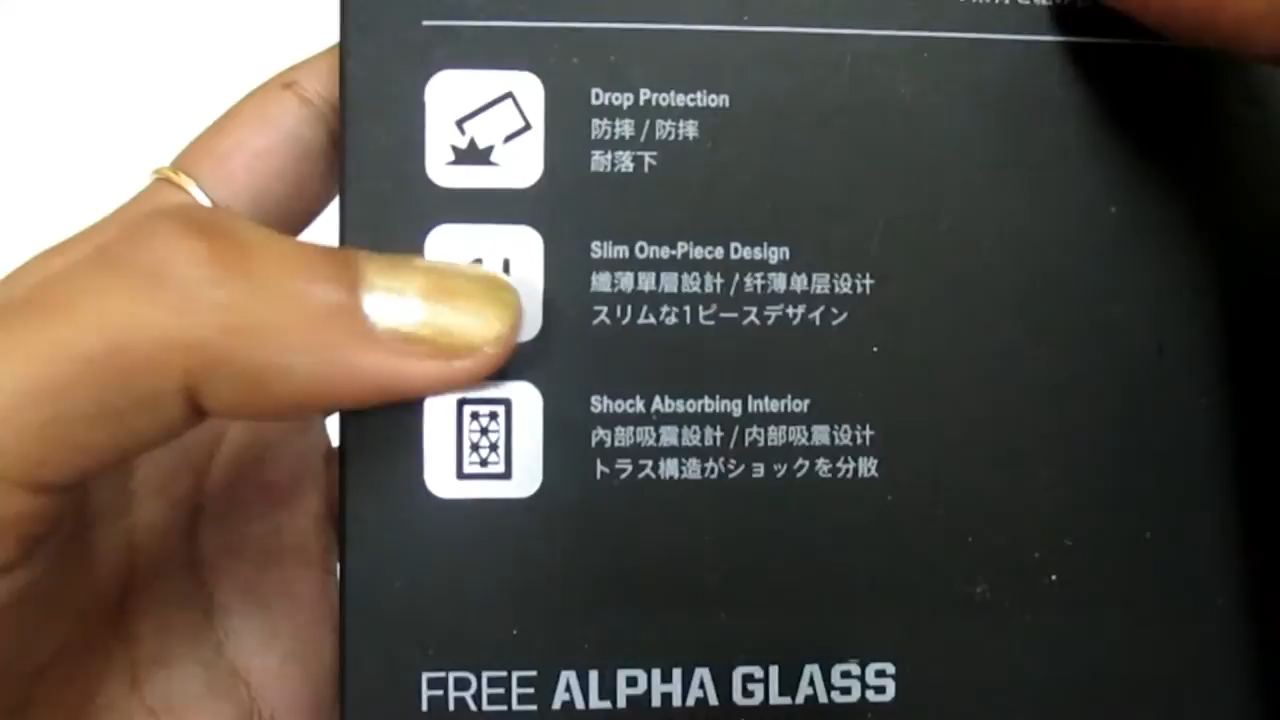 Drop Protection
防摔 / 防摔
耐落下
Slim One-Piece Design
纖薄單層設計 / 纤薄单层设计
スリムな1ピースデザイン
Shock Absorbing Interior
內部吸震設計 / 内部吸震设计
トラス構造がショックを分散
FREE ALPHA GLASS